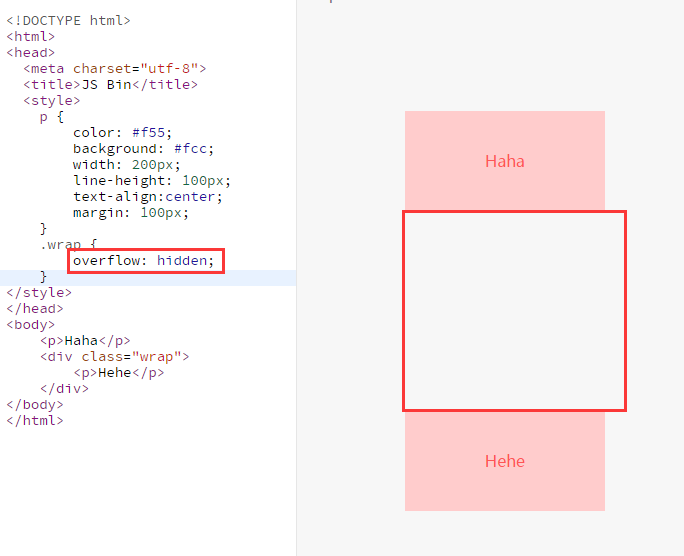 <!DOCTYPE html>
<html>
<head>
<meta charset="utf-8">
<title>JS Bin</title>
<style>
p {
color: #f55;
background: #fcc;
width: 200px;
line-height: 100px;
text-align:center;
margin: 100px;
}
.wrap {
overflow: hidden;
}
</style>
</head>
<body>
<p>Haha</p>
<div class="wrap">
<p>Hehe</p>
</div>
</body>
</html>
Haha
Hehe